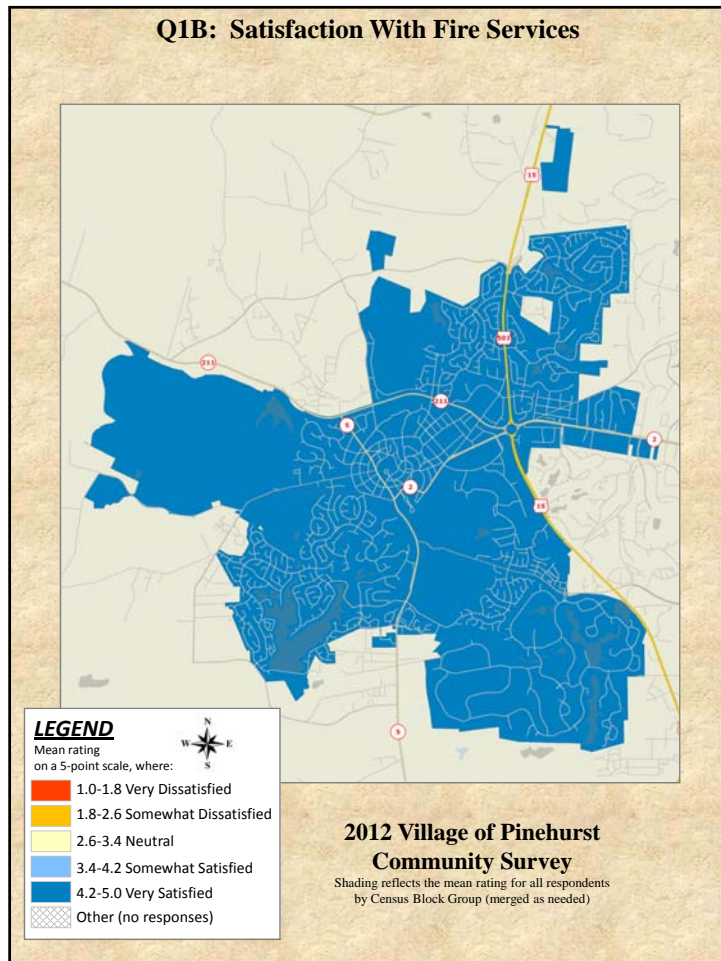 Q1B: Satisfaction With Fire Services
15
501
211
211
5
2
2
15
5
LEGEND
N
W E
S
Mean rating
on a 5-point scale, where:
1.0-1.8 Very Dissatisfied
1.8-2.6 Somewhat Dissatisfied
2.6-3.4 Neutral
3.4-4.2 Somewhat Satisfied
4.2-5.0 Very Satisfied
Other (no responses)
2012 Village of Pinehurst
Community Survey
Shading reflects the mean rating for all respondents
by Census Block Group (merged as needed)